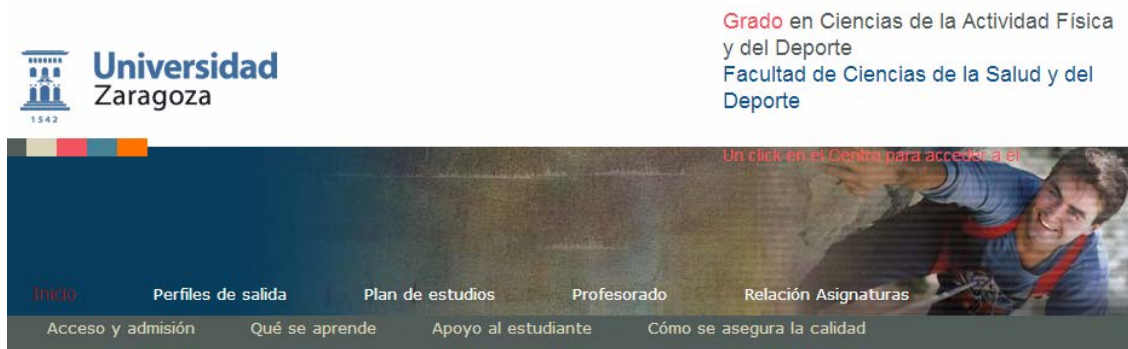 Universidad
Zaragoza
1542
Grado en Ciencias de la Actividad Física
y del Deporte
Facultad de Ciencias de la Salud y del
Deporte
Un click en el Centro para acceder a él
Inicio Perfiles de salida Plan de estudios Profesorado Relación Asignaturas
Acceso y admisión Qué se aprende Apoyo al estudiante Cómo se asegura la calidad